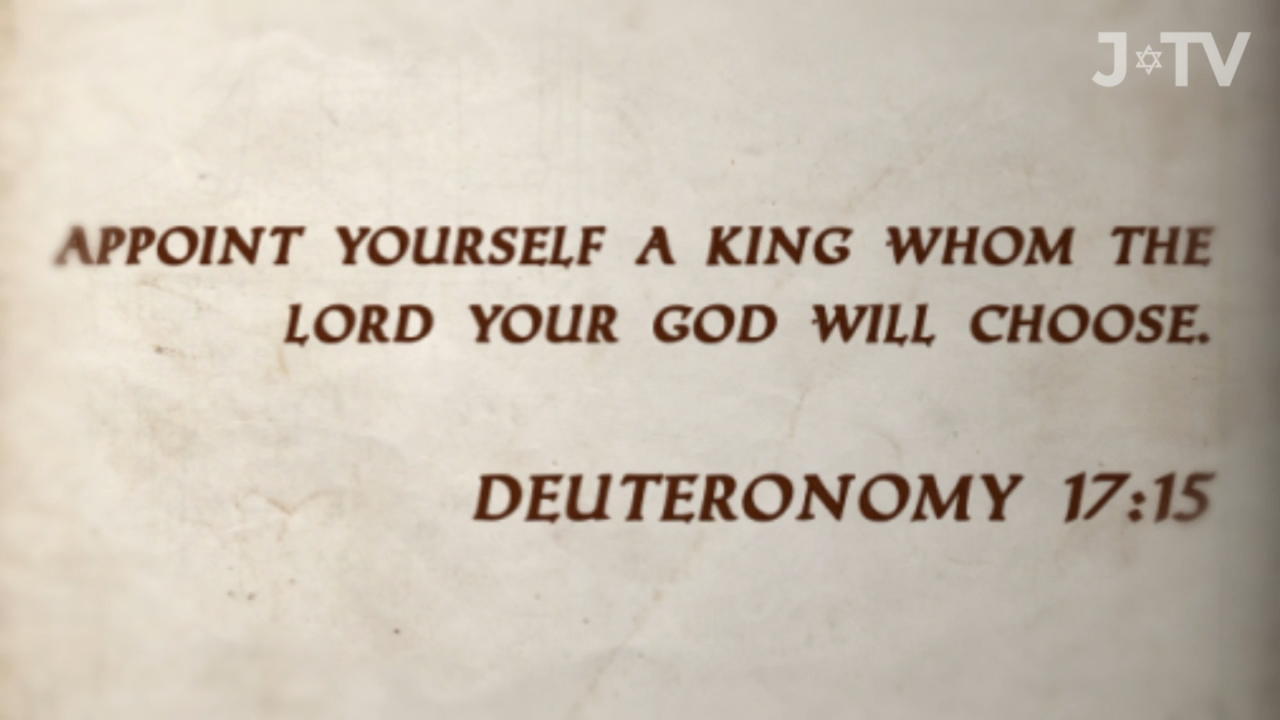 J✡TV
APPOINT YOURSELF A KING WHOM THE
LORD YOUR GOD WILL CHOOSE.
DEUTERONOMY 17:15